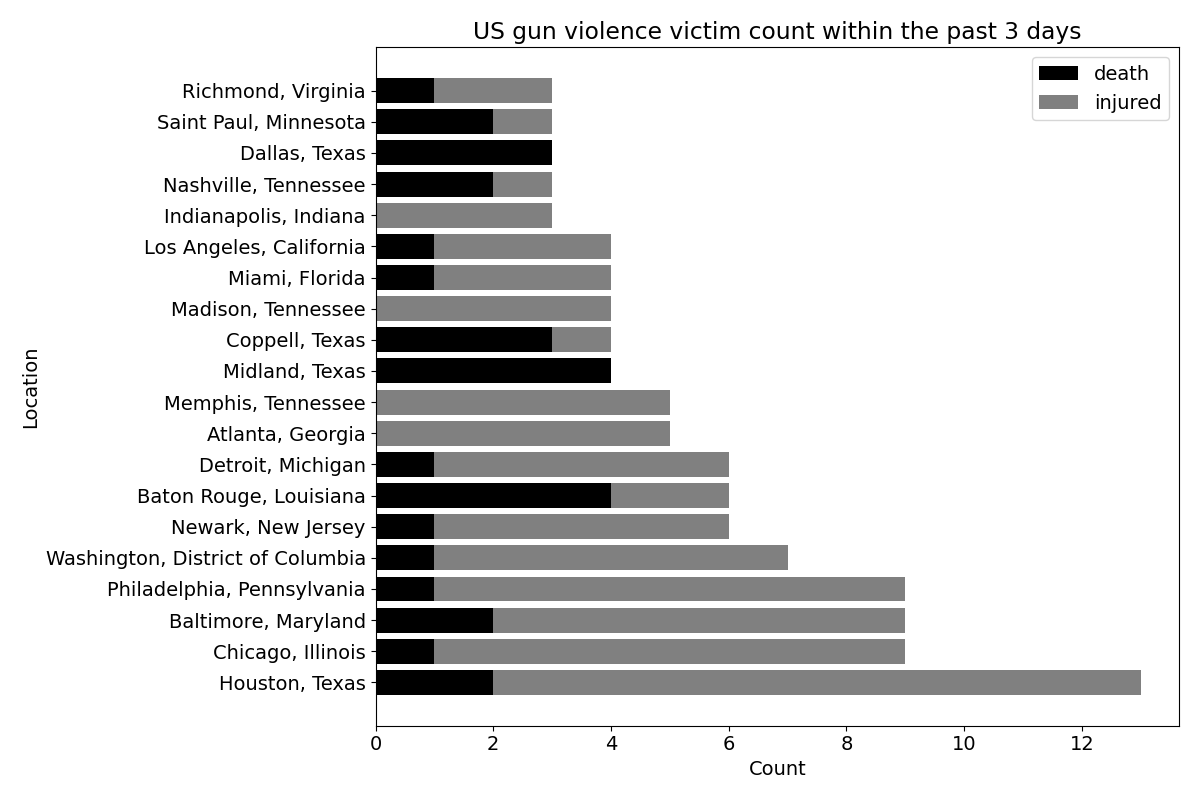 US gun violence victim count within the past 3 days
death
injured
Richmond, Virginia
Saint Paul, Minnesota
Dallas, Texas
Nashville, Tennessee
Indianapolis, Indiana
Los Angeles, California
Miami, Florida
Madison, Tennessee
Coppell, Texas
Midland, Texas
Memphis, Tennessee
Atlanta, Georgia
Detroit, Michigan
Baton Rouge, Louisiana
Newark, New Jersey
Washington, District of Columbia
Philadelphia, Pennsylvania
Baltimore, Maryland
Chicago, Illinois
Houston, Texas
Location
0 2 4 6 8 10 12
Count